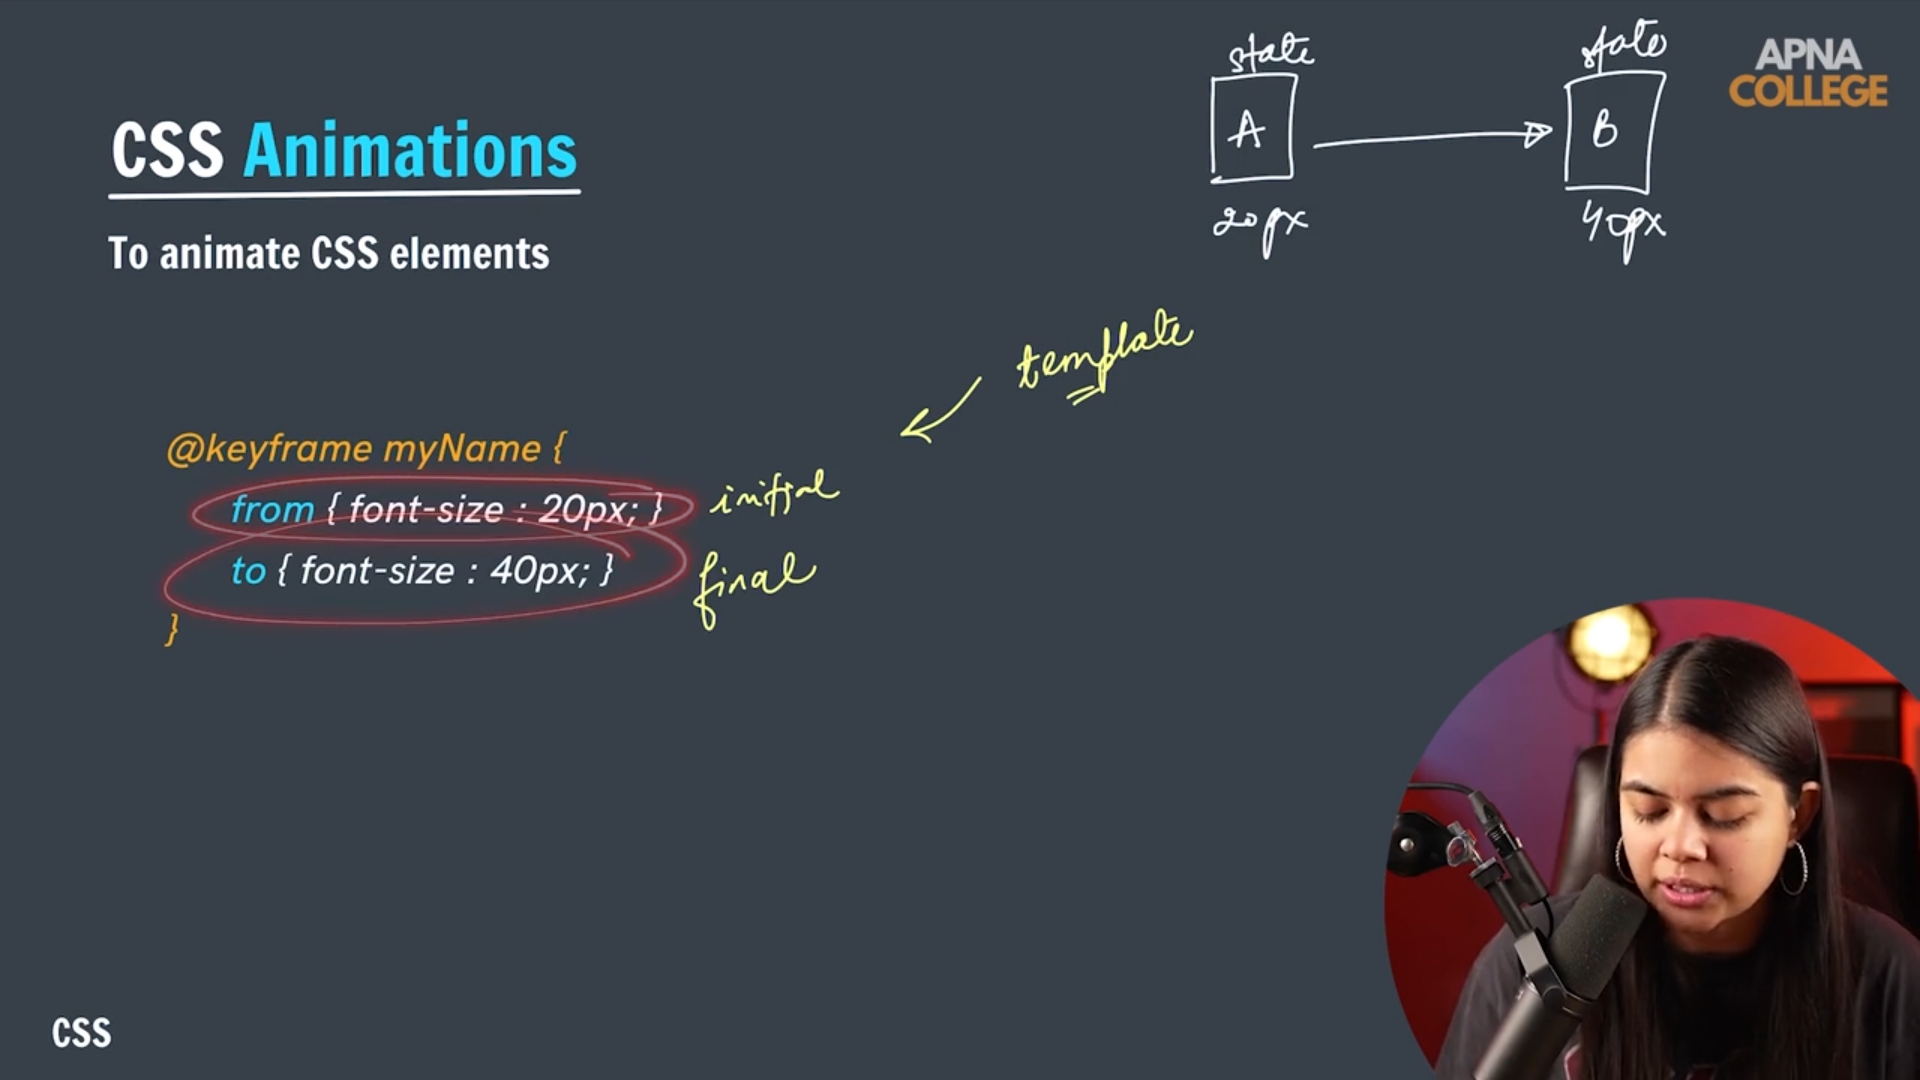 state
state
APNA
COLLEGE
CSS Animations
A
B
20px
40px
To animate CSS elements
template
@keyframe myName {
from { font-size : 20px; }
initial
to { font-size : 40px; }
final
}
CSS